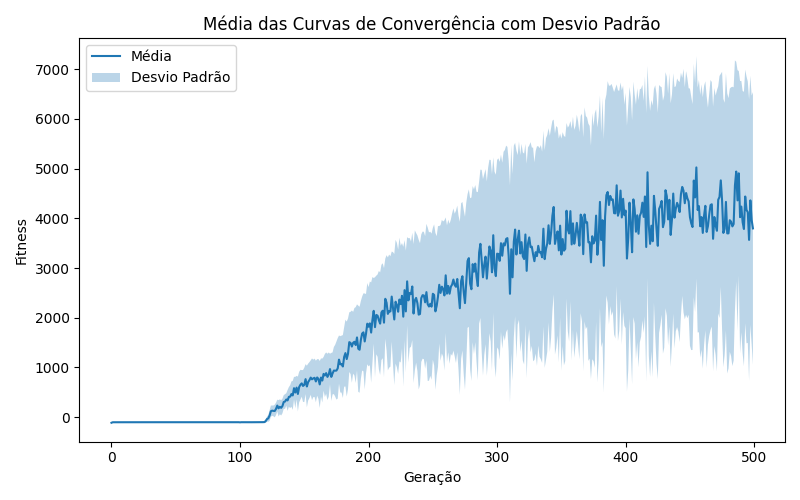 Média das Curvas de Convergência com Desvio Padrão
Média
Desvio Padrão
Fitness
7000
6000
5000
4000
3000
2000
1000
0
0 100 200 300 400 500
Geração